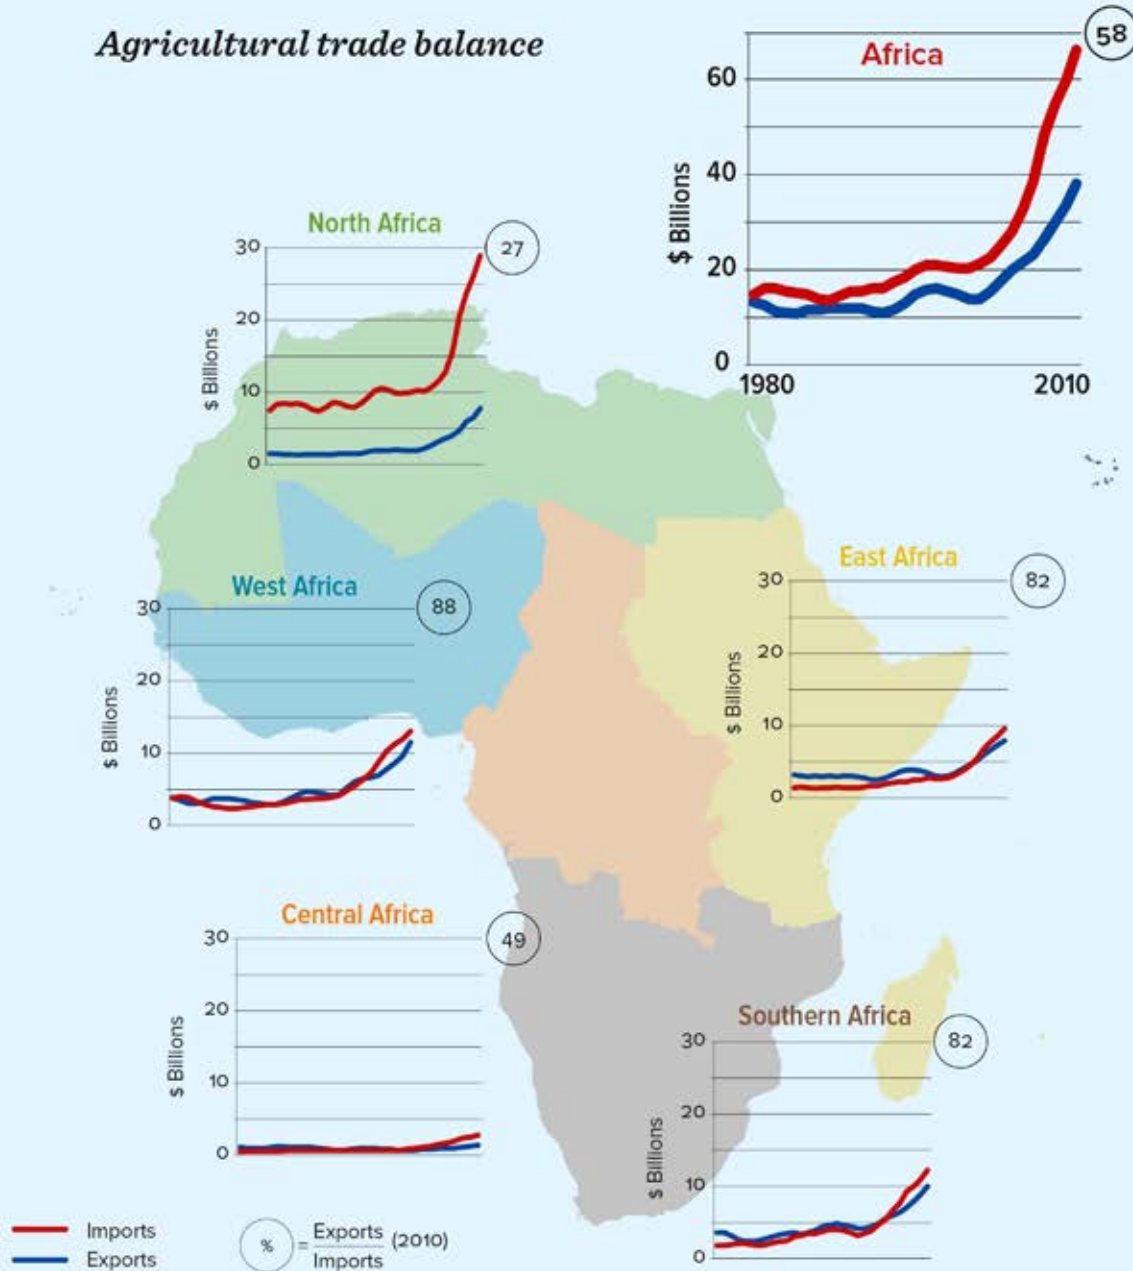 Agricultural trade balance
Africa
58
$ Billions
60
40
20
0
1980 2010
North Africa
27
$ Billions
30
20
10
0
West Africa
88
$ Billions
30
20
10
0
East Africa
82
$ Billions
30
20
10
0
Central Africa
49
$ Billions
30
20
10
0
Southern Africa
82
$ Billions
30
20
10
0
Imports
Exports
% = Exports / Imports (2010)